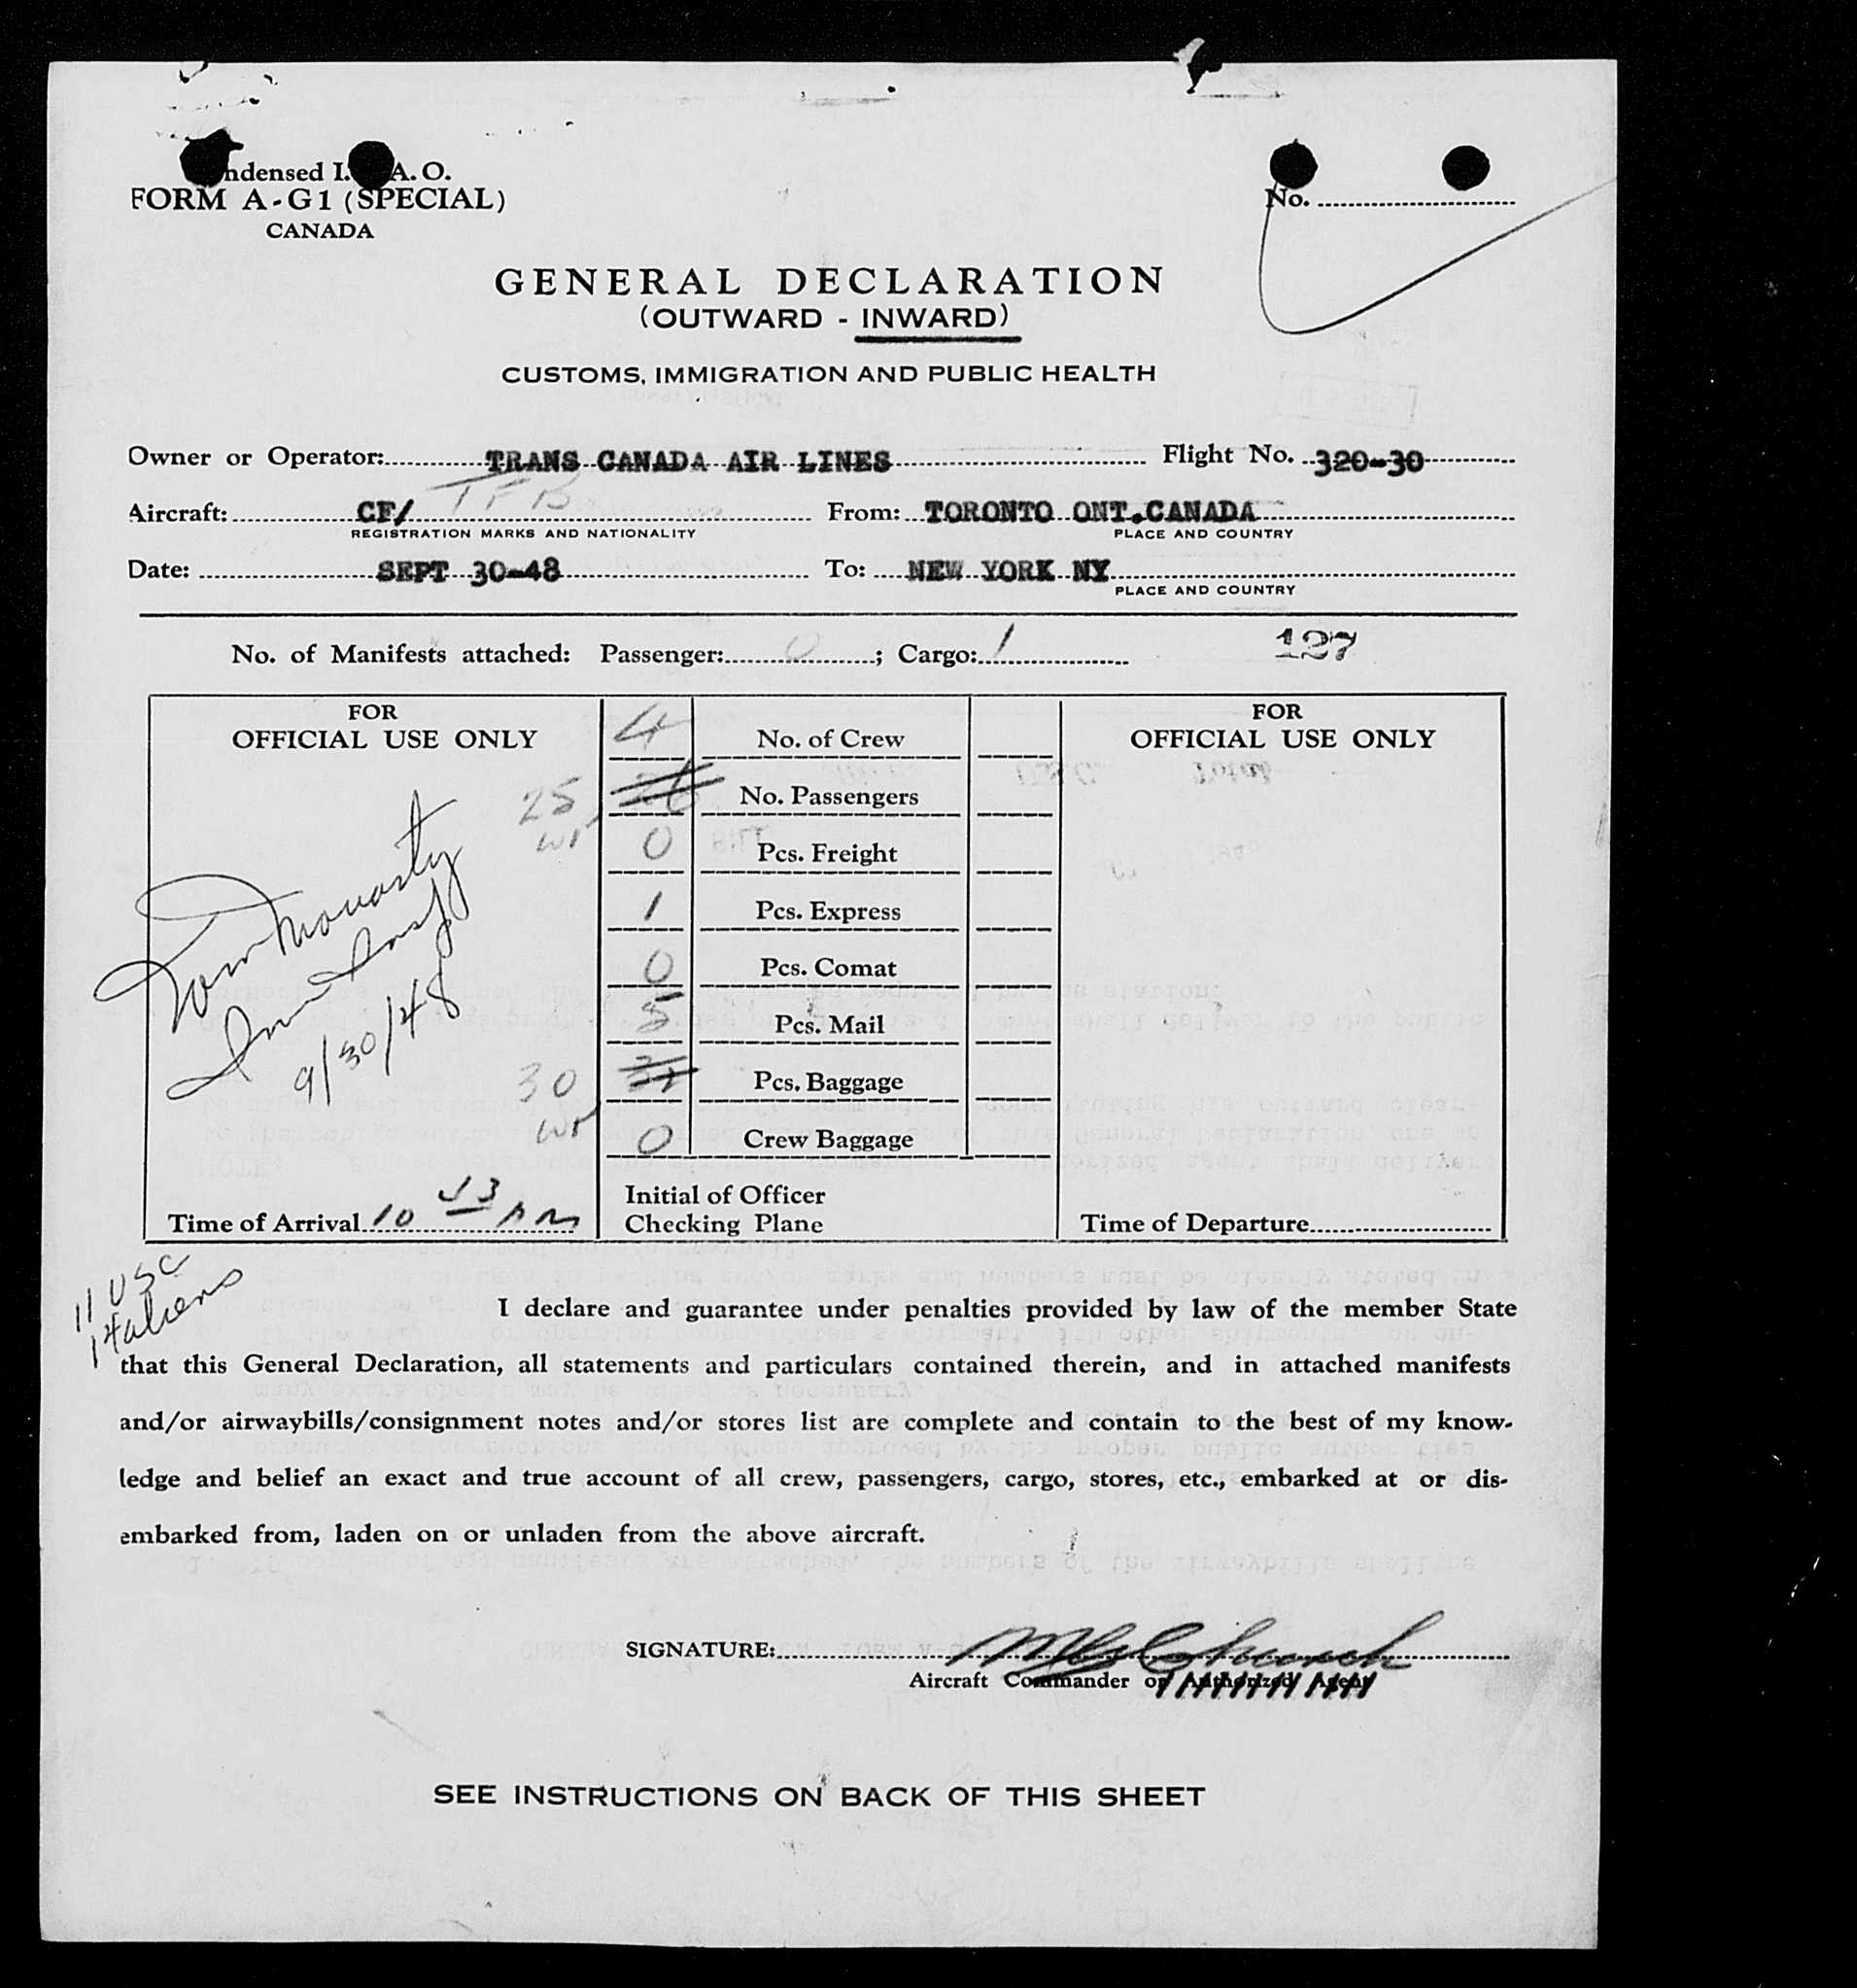 ndensed I. A. O.
FORM A-G1 (SPECIAL)
CANADA
No.
GENERAL DECLARATION
(OUTWARD - INWARD)
CUSTOMS, IMMIGRATION AND PUBLIC HEALTH
Owner or Operator: TRANS CANADA AIR LINES Flight No. 320-30
Aircraft: CF/ TFB From: TORONTO ONT.CANADA
REGISTRATION MARKS AND NATIONALITY PLACE AND COUNTRY
Date: SEPT 30-48 To: NEW YORK NY
PLACE AND COUNTRY
No. of Manifests attached: Passenger: 0 ; Cargo: 1 127
FOR
OFFICIAL USE ONLY
4 No. of Crew
FOR
OFFICIAL USE ONLY
25 26 No. Passengers
0 Pcs. Freight
1 Pcs. Express
0 Pcs. Comat
5 Pcs. Mail
30 Pcs. Baggage
0 Crew Baggage
9/30/48
Time of Arrival 10 PM
Initial of Officer
Checking Plane
Time of Departure
11 USC
14 aliens
I declare and guarantee under penalties provided by law of the member State
that this General Declaration, all statements and particulars contained therein, and in attached manifests
and/or airwaybills/consignment notes and/or stores list are complete and contain to the best of my know-
ledge and belief an exact and true account of all crew, passengers, cargo, stores, etc., embarked at or dis-
embarked from, laden on or unladen from the above aircraft.
SIGNATURE:
Aircraft Commander or Authorized Agent
SEE INSTRUCTIONS ON BACK OF THIS SHEET